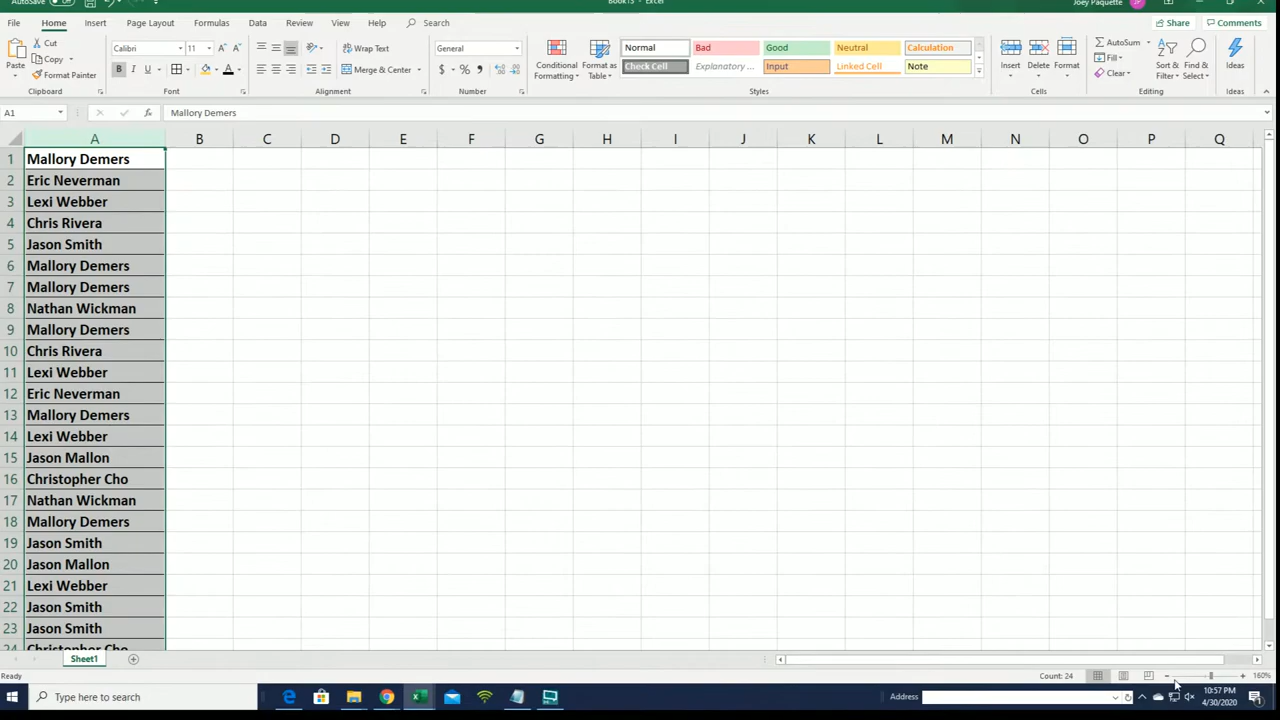 AutoSave Book13 - Excel Joey Paquette JP
File Home Insert Page Layout Formulas Data Review View Help Search Share Comments
Paste Cut Copy Format Painter Calibri 11 Wrap Text General Conditional Formatting Format as Table Normal Bad Good Neutral Calculation AutoSum
B I U A Merge & Center $ % Check Cell Explanatory ... Input Linked Cell Note Insert Delete Format Fill Clear Sort & Filter Find & Select Ideas
Clipboard Font Alignment Number Styles Cells Editing Ideas
A1 fx Mallory Demers
A B C D E F G H I J K L M N O P Q
1 Mallory Demers
2 Eric Neverman
3 Lexi Webber
4 Chris Rivera
5 Jason Smith
6 Mallory Demers
7 Mallory Demers
8 Nathan Wickman
9 Mallory Demers
10 Chris Rivera
11 Lexi Webber
12 Eric Neverman
13 Mallory Demers
14 Lexi Webber
15 Jason Mallon
16 Christopher Cho
17 Nathan Wickman
18 Mallory Demers
19 Jason Smith
20 Jason Mallon
21 Lexi Webber
22 Jason Smith
23 Jason Smith
24 Christopher Cho
Sheet1
Ready Count: 24 160%
Type here to search Address 10:57 PM
4/30/2020